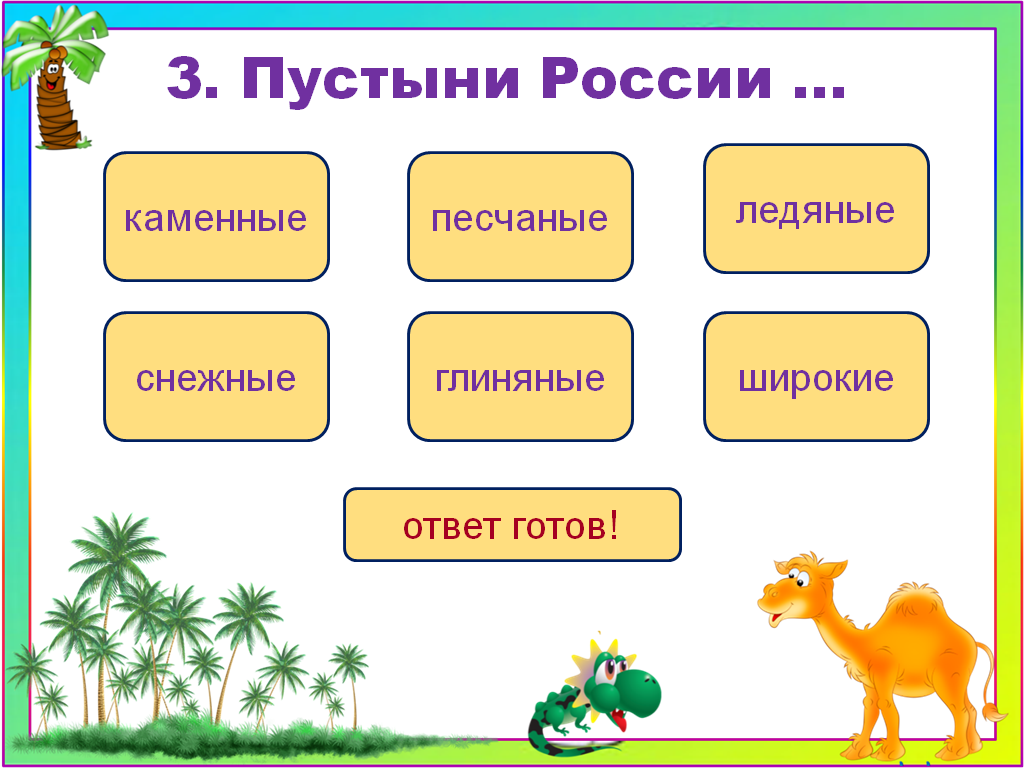 3. Пустыни России ...
каменные
песчаные
ледяные
снежные
глиняные
широкие
ответ готов!